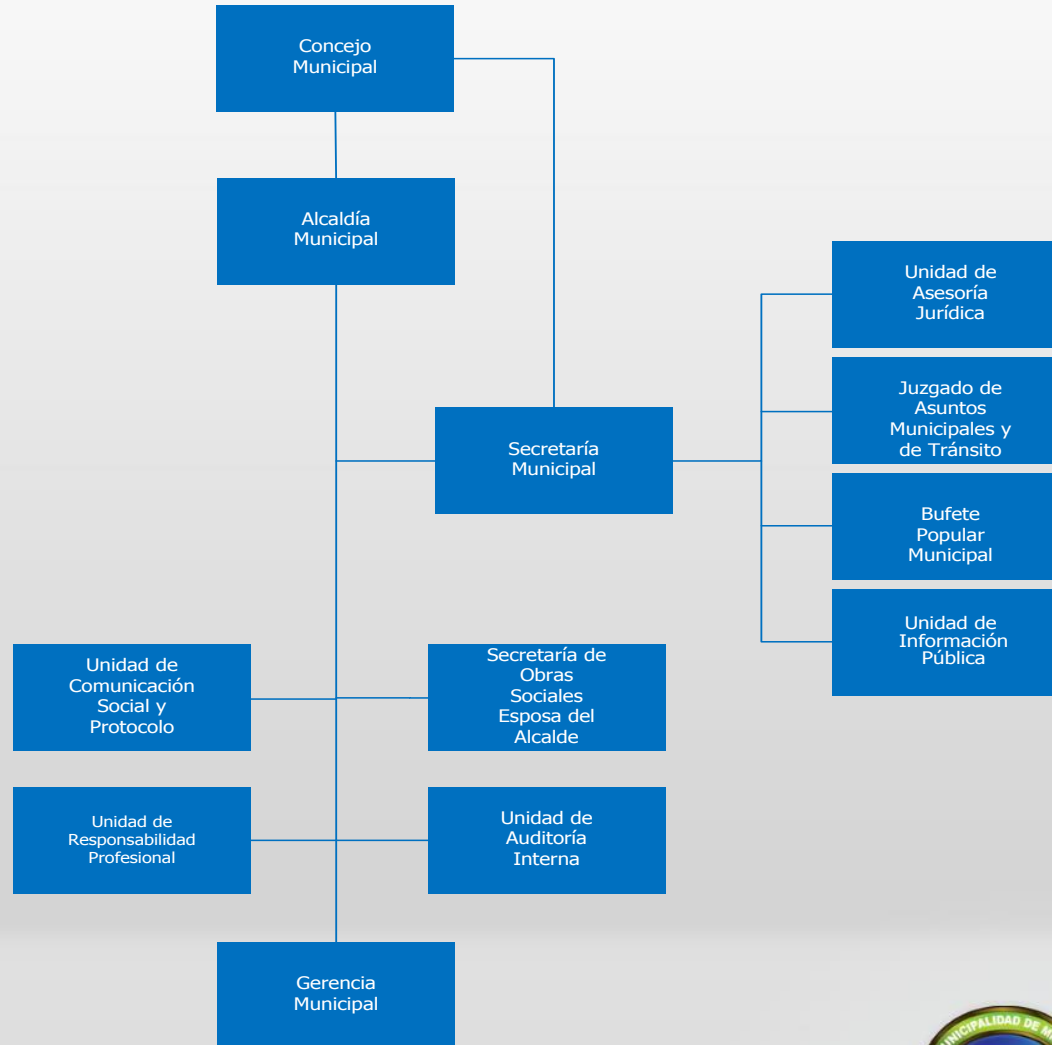 Concejo
Municipal
Alcaldía
Municipal
Unidad de
Asesoría
Jurídica
Juzgado de
Asuntos
Municipales y
de Tránsito
Secretaría
Municipal
Bufete
Popular
Municipal
Unidad de
Información
Pública
Unidad de
Comunicación
Social y
Protocolo
Secretaría de
Obras
Sociales
Esposa del
Alcalde
Unidad de
Responsabilidad
Profesional
Unidad de
Auditoría
Interna
Gerencia
Municipal
MUNICIPALIDAD DE